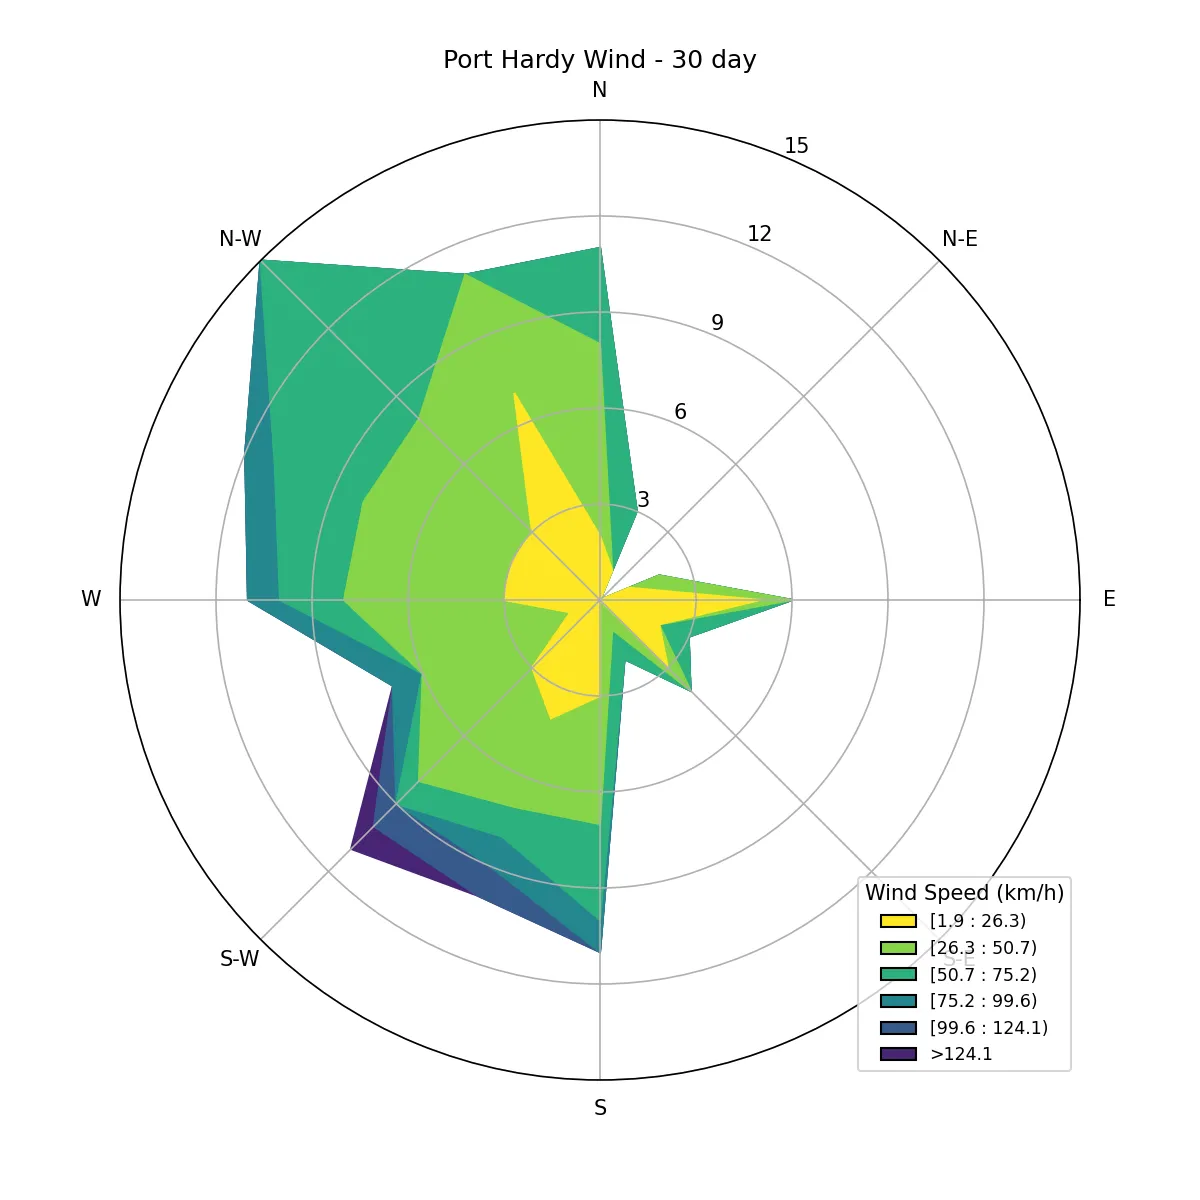 Port Hardy Wind - 30 day
N
15
N-W
12
N-E
9
6
3
W
E
Wind Speed (km/h)
[1.9 : 26.3)
[26.3 : 50.7)
S-W
S-E
[50.7 : 75.2)
[75.2 : 99.6)
[99.6 : 124.1)
>124.1
S